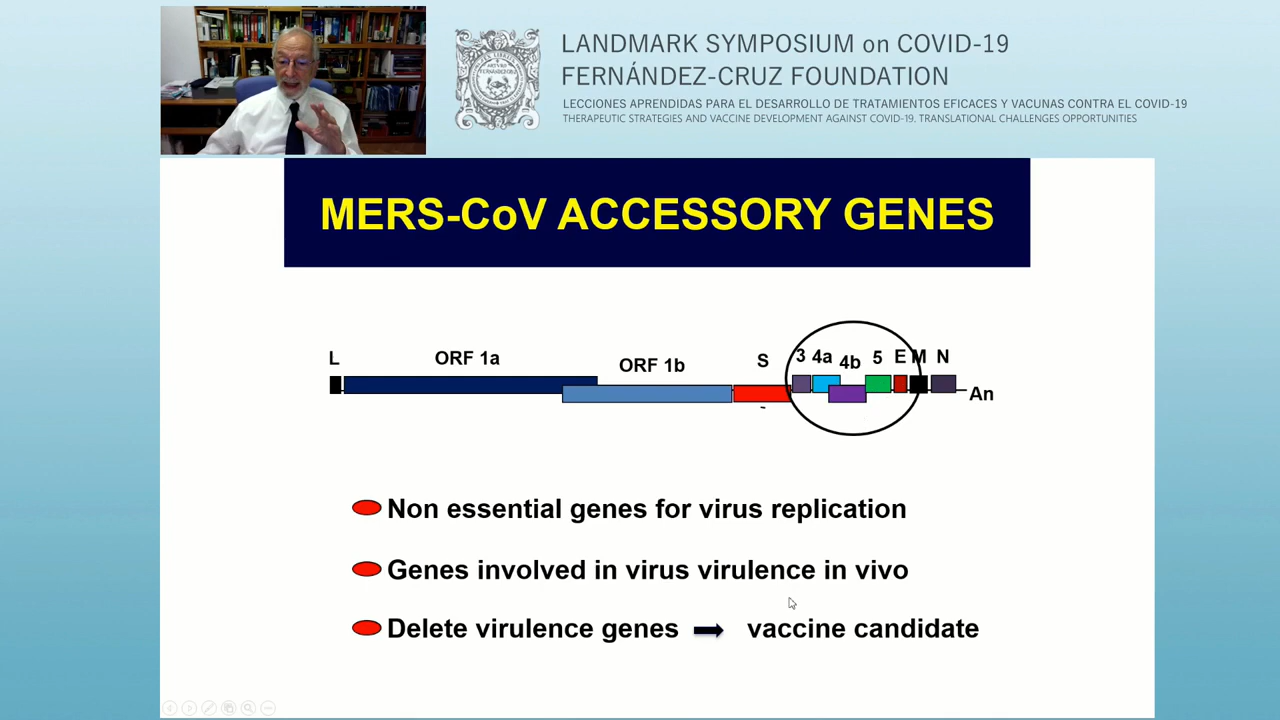 LANDMARK SYMPOSIUM on COVID-19
FERNÁNDEZ-CRUZ FOUNDATION
LECCIONES APRENDIDAS PARA EL DESARROLLO DE TRATAMIENTOS EFICACES Y VACUNAS CONTRA EL COVID-19
THERAPEUTIC STRATEGIES AND VACCINE DEVELOPMENT AGAINST COVID-19. TRANSLATIONAL CHALLENGES OPPORTUNITIES
MERS-CoV ACCESSORY GENES
L ORF 1a ORF 1b S 3 4a 4b 5 E M N
An
Non essential genes for virus replication
Genes involved in virus virulence in vivo
Delete virulence genes vaccine candidate